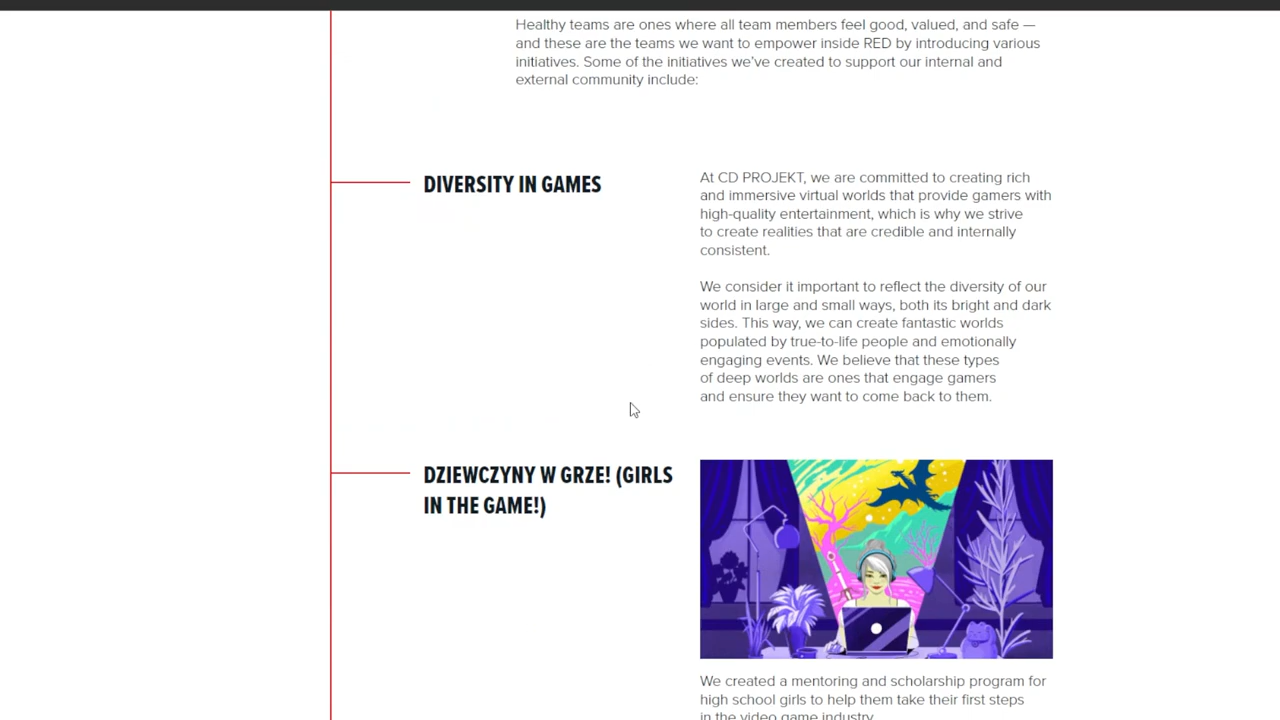 Healthy teams are ones where all team members feel good, valued, and safe —
and these are the teams we want to empower inside RED by introducing various
initiatives. Some of the initiatives we've created to support our internal and
external community include:
DIVERSITY IN GAMES
At CD PROJEKT, we are committed to creating rich
and immersive virtual worlds that provide gamers with
high-quality entertainment, which is why we strive
to create realities that are credible and internally
consistent.
We consider it important to reflect the diversity of our
world in large and small ways, both its bright and dark
sides. This way, we can create fantastic worlds
populated by true-to-life people and emotionally
engaging events. We believe that these types
of deep worlds are ones that engage gamers
and ensure they want to come back to them.
DZIEWCZYNY W GRZE! (GIRLS
IN THE GAME!)
We created a mentoring and scholarship program for
high school girls to help them take their first steps
in the video game industry